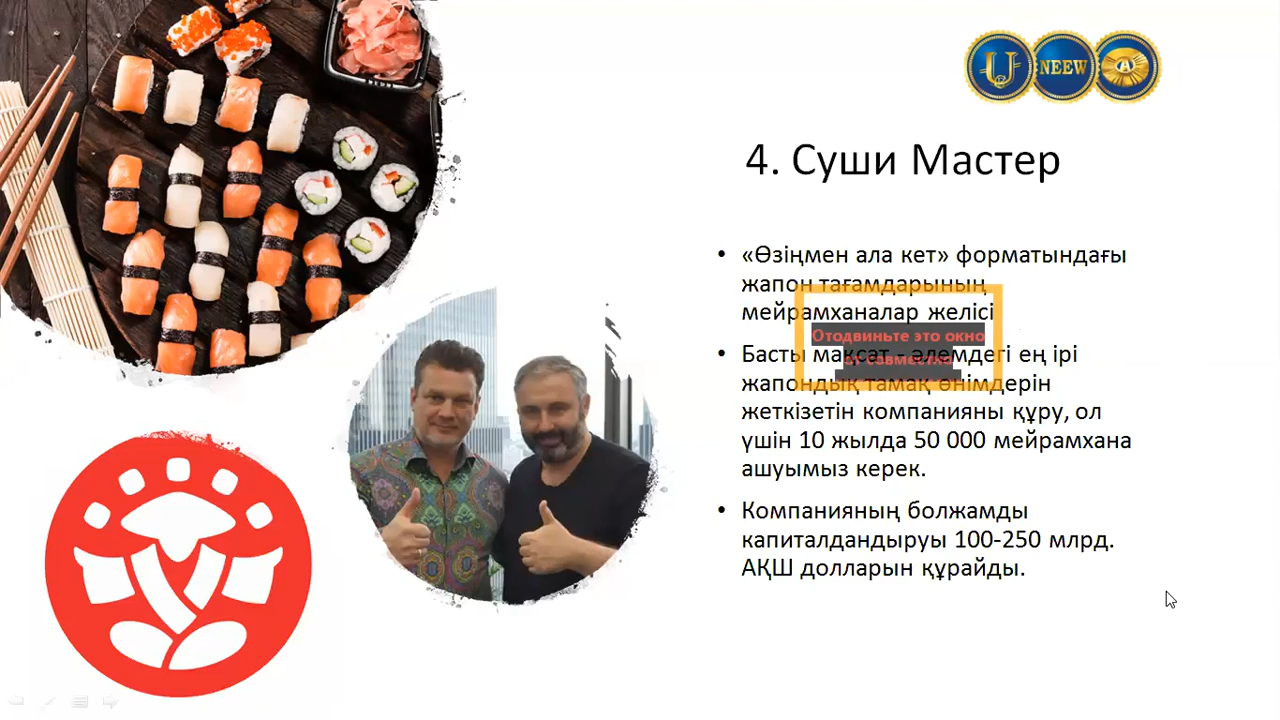 NEEW
4. Суши Мастер
• «Өзіңмен ала кет» форматындағы
жапон тағамдарының
мейрамханалар желісі
Отодвиньте это окно
• Басты мақсат - әлемдегі ең ірі
жапондық тамақ өнімдерін
жеткізетін компанияны құру, ол
үшін 10 жылда 50 000 мейрамхана
ашуымыз керек.
• Компанияның болжамды
капиталдандыруы 100-250 млрд.
АҚШ долларын құрайды.